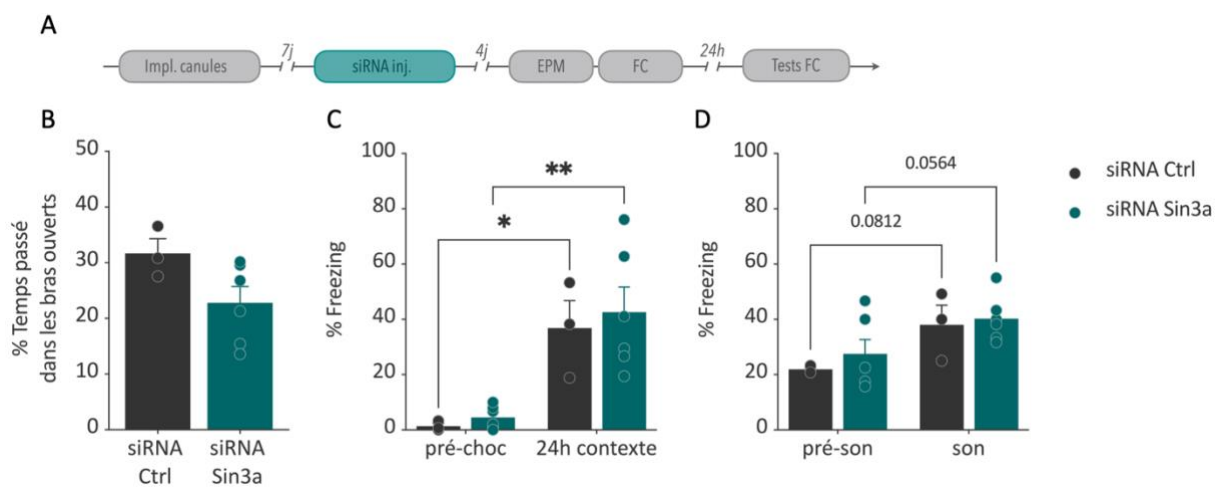 A
7j
4j
24h
Impl. canules
siRNA inj.
EPM
FC
Tests FC
B
% Temps passé
dans les bras ouverts
50
40
30
20
10
0
siRNA
Ctrl
siRNA
Sin3a
C
% Freezing
100
80
60
40
20
0
*
**
pré-choc
24h contexte
D
% Freezing
100
80
60
40
20
0
0.0564
0.0812
pré-son
son
siRNA Ctrl
siRNA Sin3a